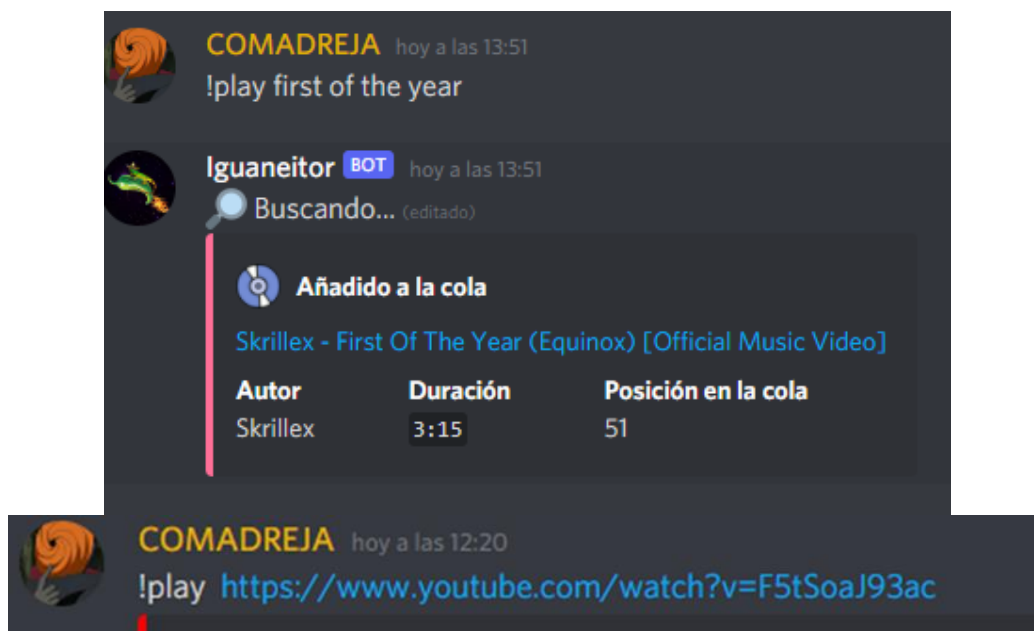 COMADREJA hoy a las 13:51
!play first of the year
Iguaneitor BOT hoy a las 13:51
Buscando... (editado)
Añadido a la cola
Skrillex - First Of The Year (Equinox) [Official Music Video]
Autor Duración Posición en la cola
Skrillex 3:15 51
COMADREJA hoy a las 12:20
!play https://www.youtube.com/watch?v=F5tSoaJ93ac